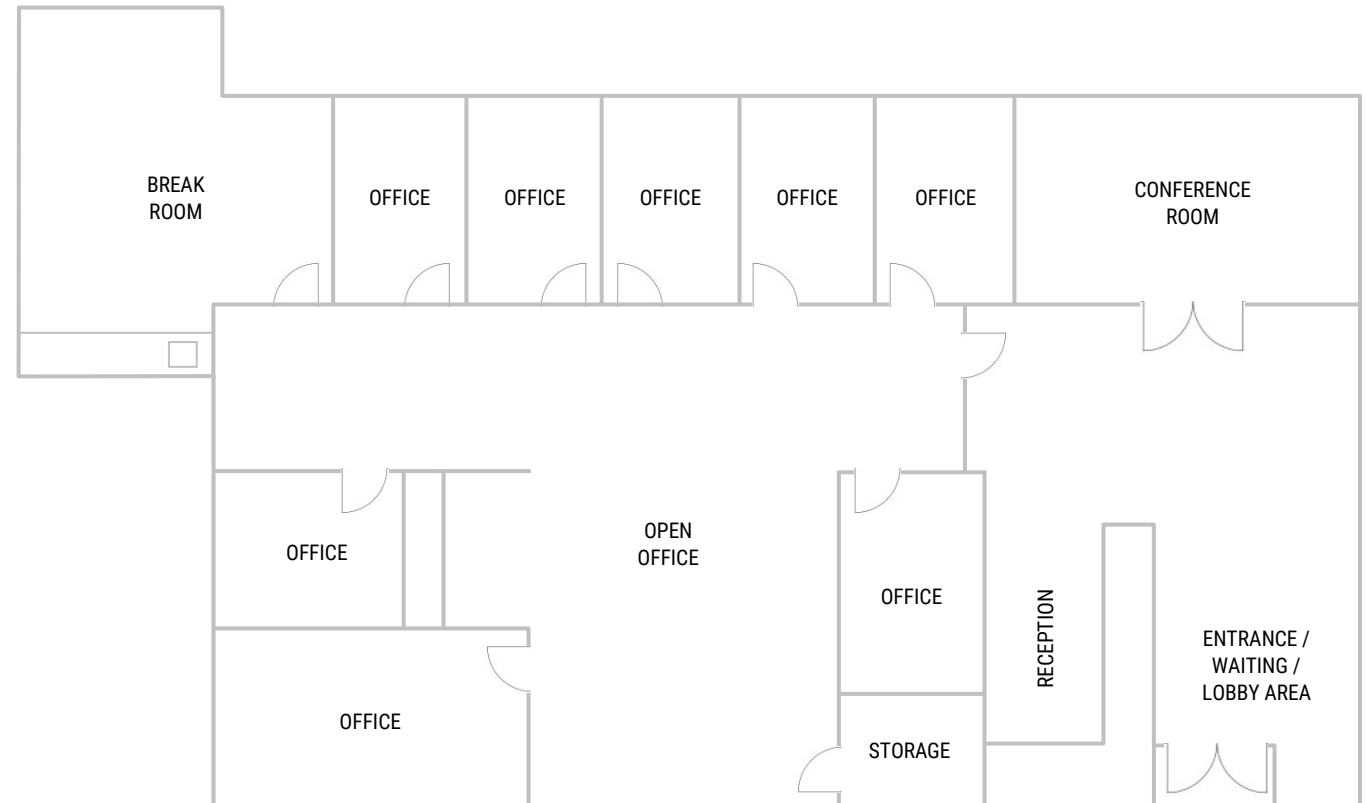 BREAK
ROOM
OFFICE
OFFICE
OFFICE
OFFICE
OFFICE
CONFERENCE
ROOM
OFFICE
OPEN
OFFICE
OFFICE
RECEPTION
ENTRANCE /
WAITING /
LOBBY AREA
OFFICE
STORAGE